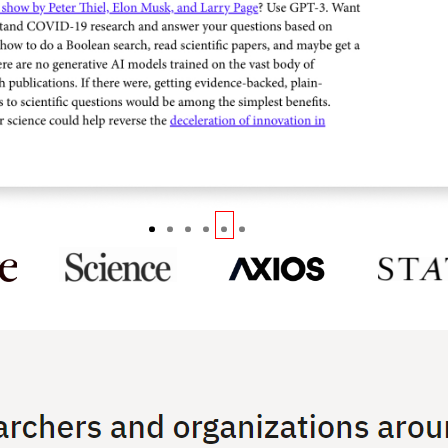 show by Peter Thiel, Elon Musk, and Larry Page? Use GPT-3. Want
tand COVID-19 research and answer your questions based on
how to do a Boolean search, read scientific papers, and maybe get a
ere are no generative AI models trained on the vast body of
h publications. If there were, getting evidence-backed, plain-
s to scientific questions would be among the simplest benefits.
r science could help reverse the deceleration of innovation in
e Science AXIOS STA
archers and organizations arou